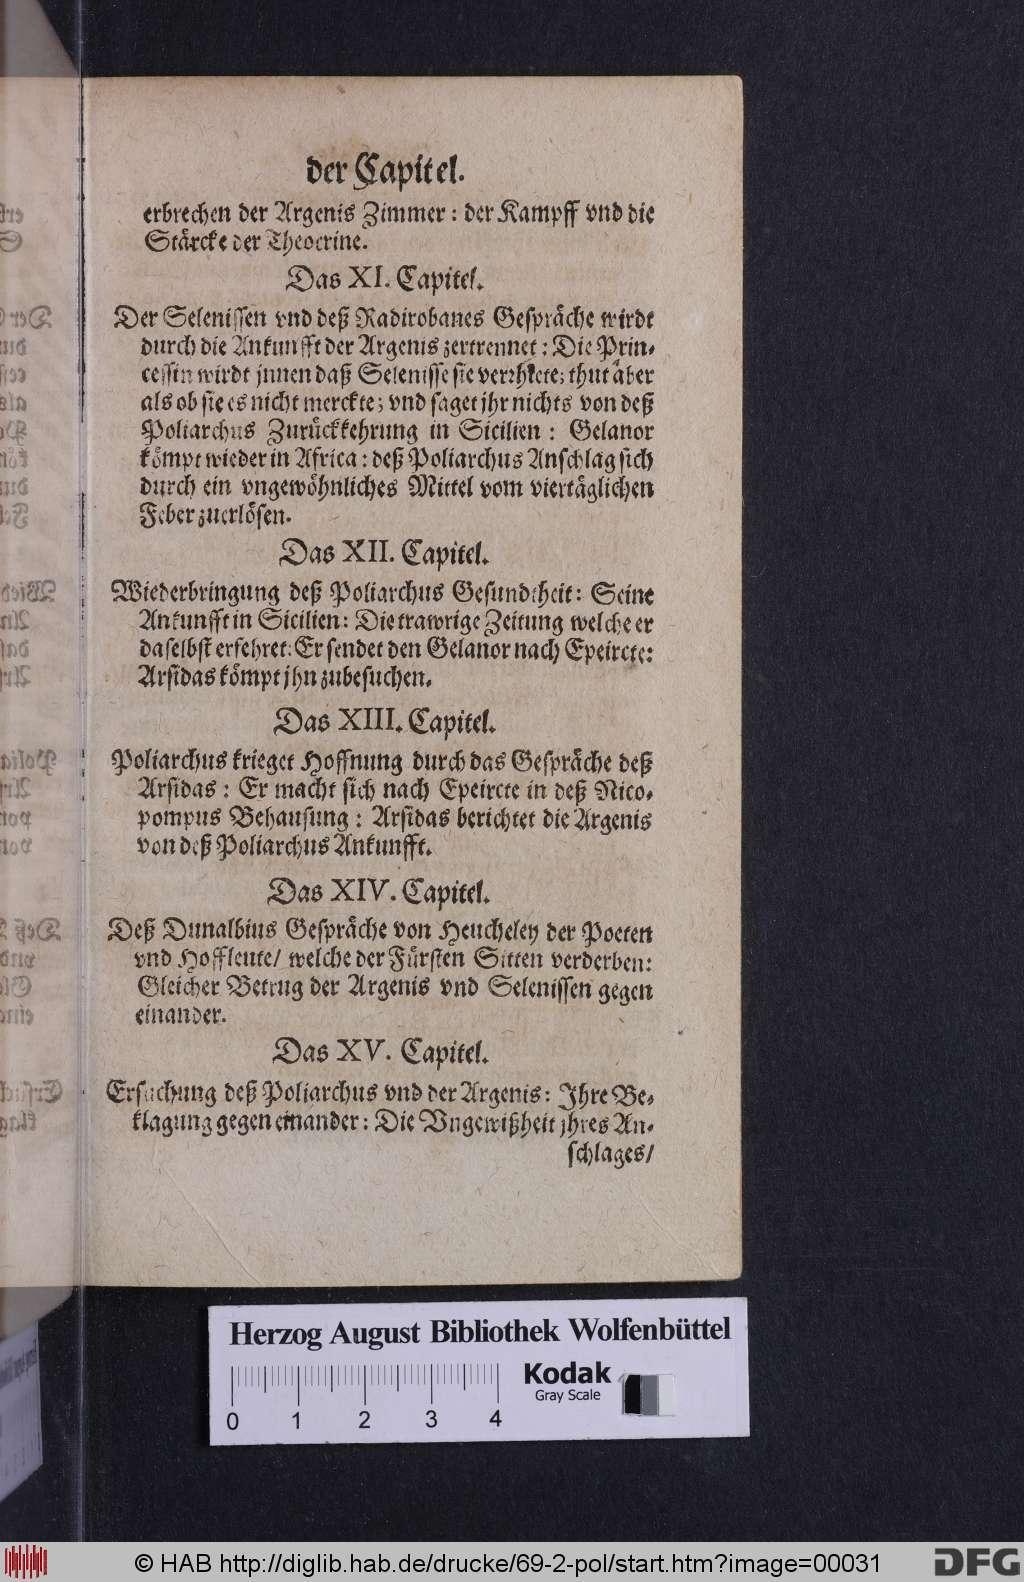 der Capitel.
erbrechen der Argenis Zimmer : der Kampff vnd die
Stärcke der Theocrine.
Das XI. Capitel.
Der Selenissen vnd deß Radirobanes Gespräche wirdt
durch die Ankunfft der Argenis zertrennet : Die Prin-
cessin wirdt jnnen daß Selenisse sie verrhtete; thut aber
als ob sie es nicht merckte; vnd saget jhr nichts von deß
Poliarchus Zurückkehrung in Sicilien : Gelanor
kömpt wieder in Africa : deß Poliarchus Anschlag sich
durch ein vngewöhnliches Mittel vom viertäglichen
Feber zuerlösen.
Das XII. Capitel.
Wiederbringung deß Poliarchus Gesundtheit: Seine
Ankunfft in Sicilien: Die trawrige Zeitung welche er
daselbst erfehret: Er sendet den Gelanor nach Epeircte:
Arsidas kömpt jhn zubesuchen.
Das XIII. Capitel.
Poliarchus krieget Hoffnung durch das Gespräche deß
Arsidas : Er macht sich nach Epeircte in deß Nico-
pompus Behausung : Arsidas berichtet die Argenis
von deß Poliarchus Ankunfft.
Das XIV. Capitel.
Deß Dunalbius Gespräche von Heucheley der Poeten
vnd Hoffleute/ welche der Fürsten Sitten verderben:
Gleicher Betrug der Argenis vnd Selenissen gegen
einander.
Das XV. Capitel.
Ersuchung deß Poliarchus vnd der Argenis: Jhre Be-
klagung gegen einander: Die Vngewißheit jhres An-
schlages/
Herzog August Bibliothek Wolfenbüttel
Kodak
Gray Scale
0 1 2 3 4
© HAB http://diglib.hab.de/drucke/69-2-pol/start.htm?image=00031
DFG